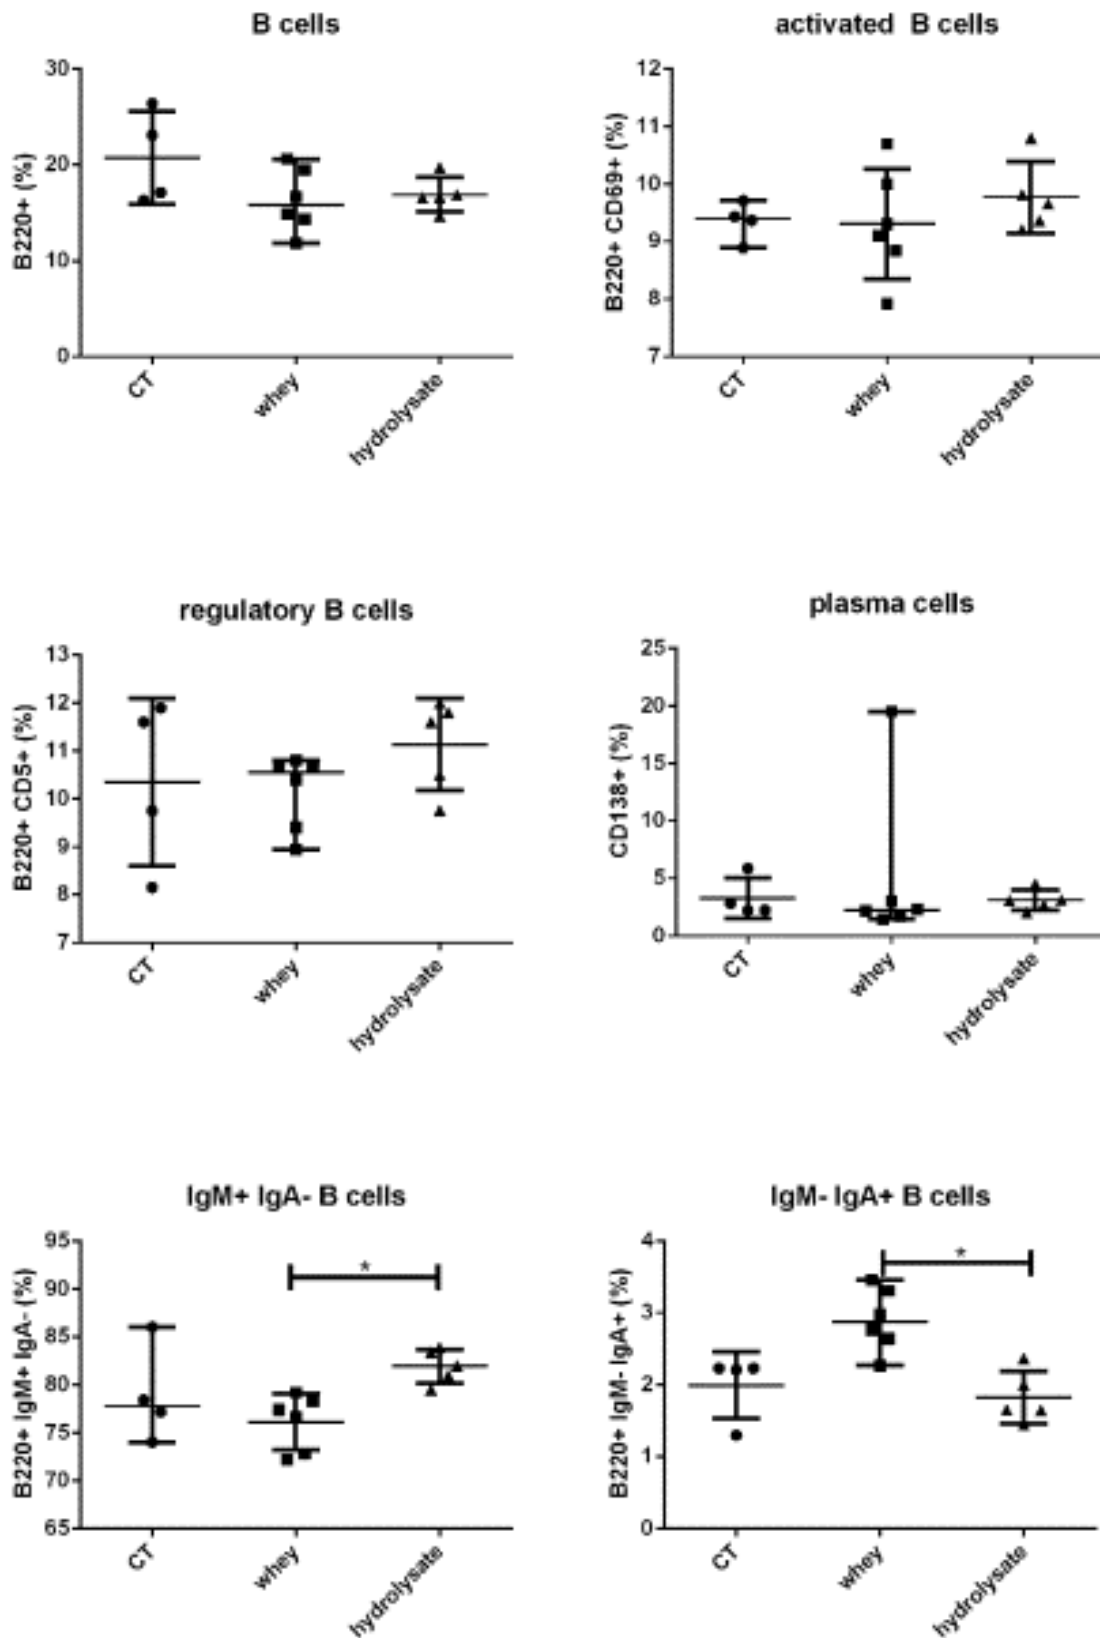 B cells
B220+ (%)
30
20
10
0
CT
whey
hydrolysate
activated B cells
B220+ CD69+ (%)
12
11
10
9
8
7
CT
whey
hydrolysate
regulatory B cells
B220+ CD5+ (%)
13
12
11
10
9
8
7
CT
whey
hydrolysate
plasma cells
CD138+ (%)
25
20
15
10
5
0
CT
whey
hydrolysate
IgM+ IgA- B cells
B220+ IgM+ IgA- (%)
95
90
85
80
75
70
65
*
CT
whey
hydrolysate
IgM- IgA+ B cells
B220+ IgM- IgA+ (%)
4
3
2
1
0
*
CT
whey
hydrolysate